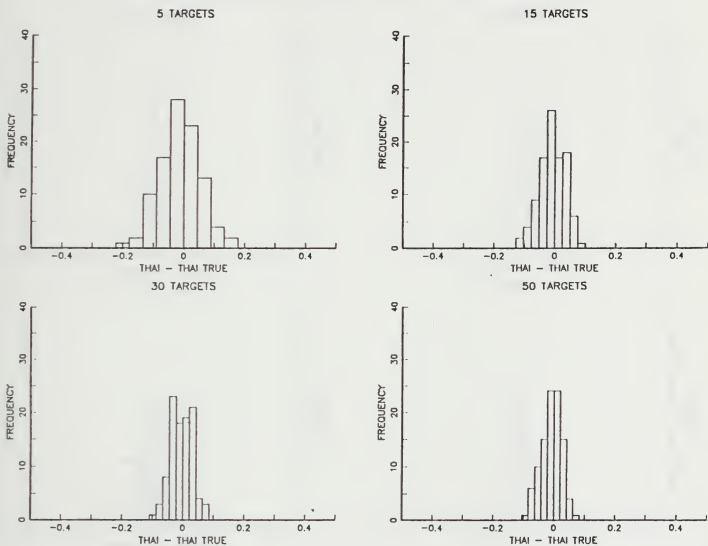 5 TARGETS
FREQUENCY
0 10 20 30 40
-0.4 -0.2 0 0.2 0.4
THAI - THAI TRUE
15 TARGETS
FREQUENCY
0 10 20 30 40
-0.4 -0.2 0 0.2 0.4
THAI - THAI TRUE
30 TARGETS
FREQUENCY
0 10 20 30 40
-0.4 -0.2 0 0.2 0.4
THAI - THAI TRUE
50 TARGETS
FREQUENCY
0 10 20 30 40
-0.4 -0.2 0 0.2 0.4
THAI - THAI TRUE